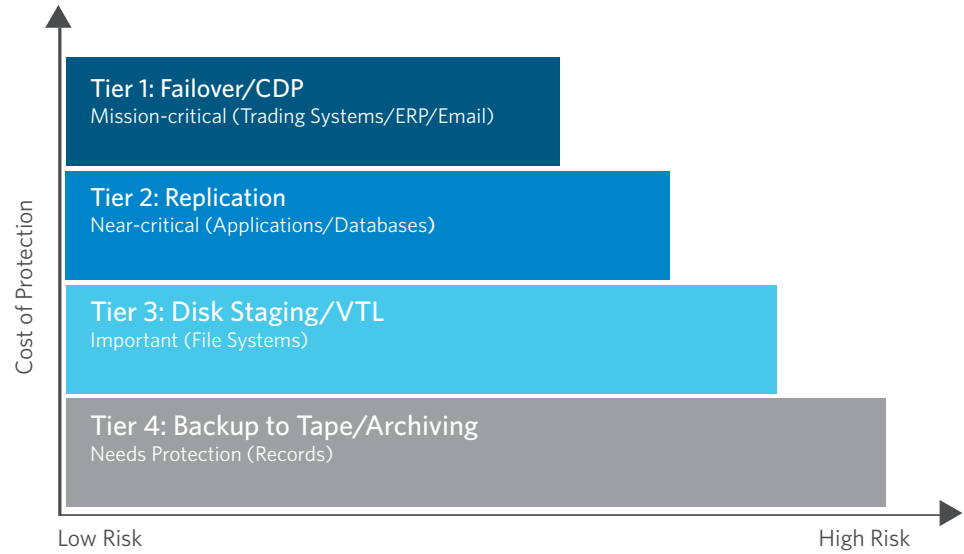 Tier 1: Failover/CDP
Mission-critical (Trading Systems/ERP/Email)
Tier 2: Replication
Near-critical (Applications/Databases)
Tier 3: Disk Staging/VTL
Important (File Systems)
Tier 4: Backup to Tape/Archiving
Needs Protection (Records)
Cost of Protection
Low Risk
High Risk